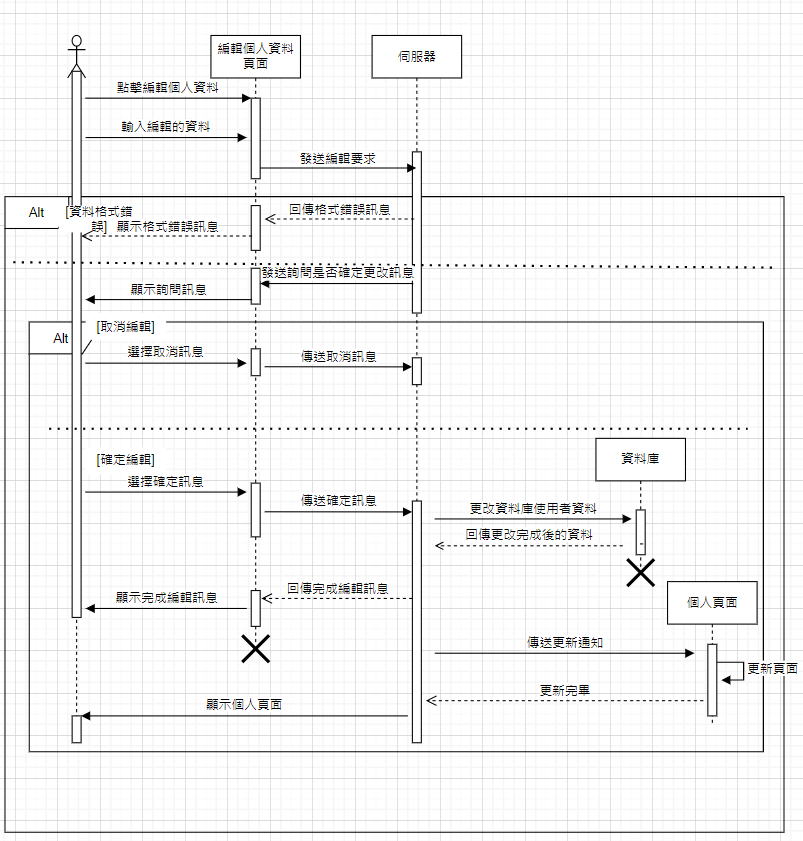 編輯個人資料
頁面
伺服器
點擊編輯個人資料
輸入編輯的資料
發送編輯要求
Alt
[資料格式錯
誤]
回傳格式錯誤訊息
顯示格式錯誤訊息
發送詢問是否確定更改訊息
顯示詢問訊息
Alt
[取消編輯]
選擇取消訊息
傳送取消訊息
資料庫
[確定編輯]
選擇確定訊息
傳送確定訊息
更改資料庫使用者資料
回傳更改完成後的資料
回傳完成編輯訊息
顯示完成編輯訊息
個人頁面
傳送更新通知
更新頁面
更新完畢
顯示個人頁面